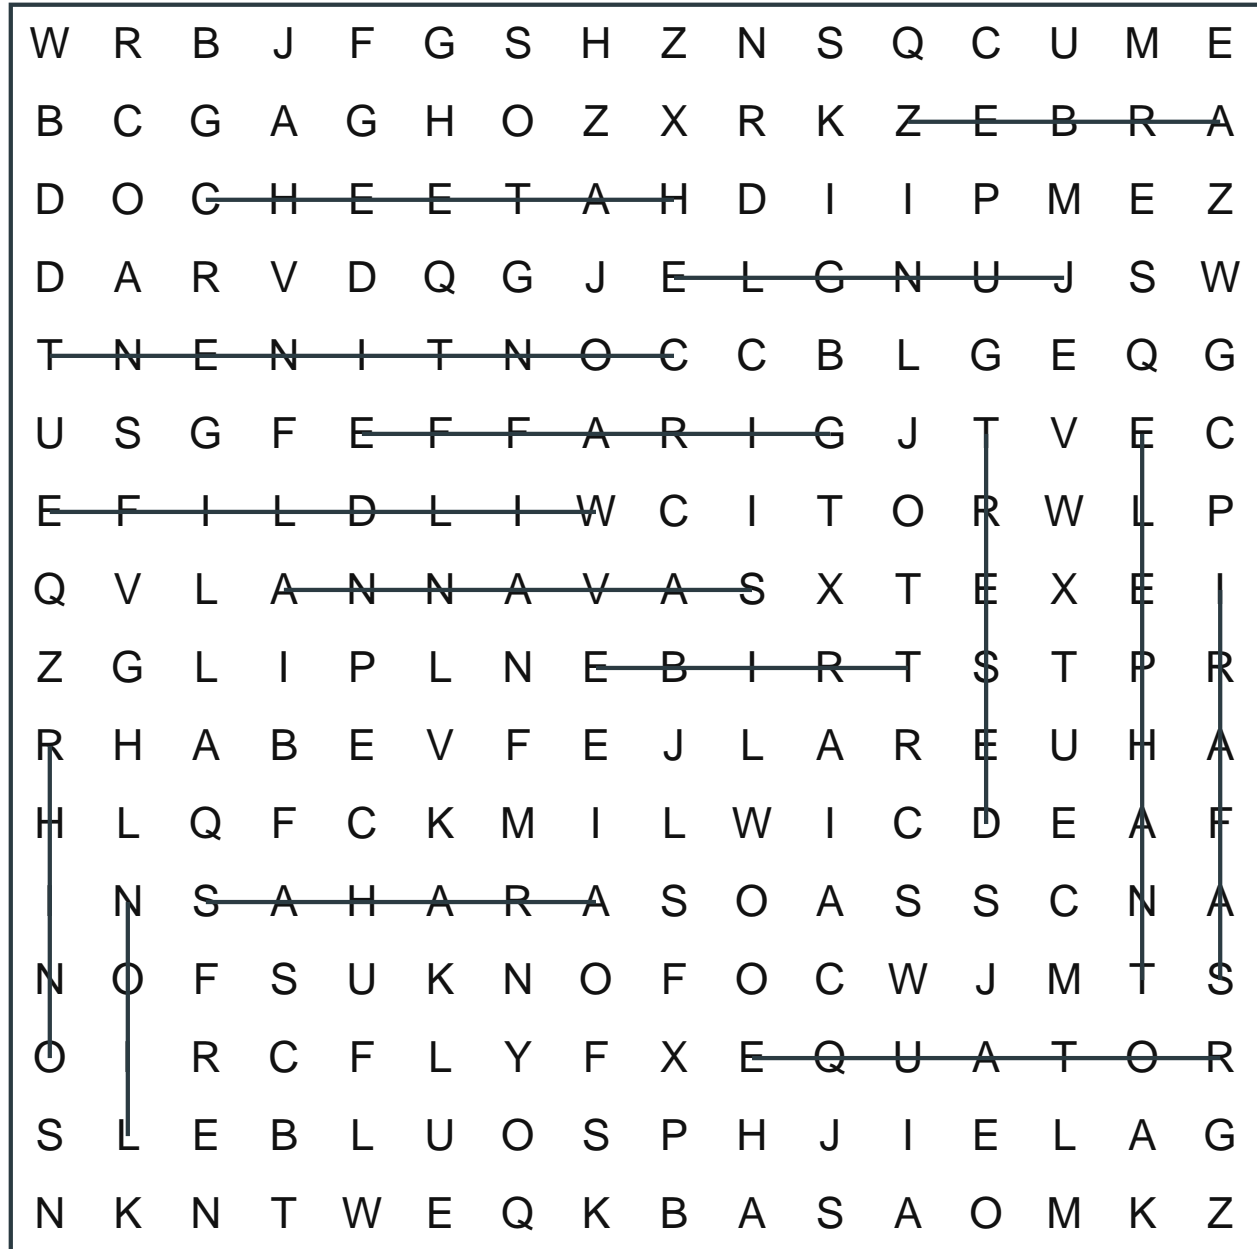 W R B J F G S H Z N S Q C U M E
B C G A G H O Z X R K Z E B R A
D O C H E E T A H D I I P M E Z
D A R V D Q G J E L G N U J S W
T N E N I T N O C C B L G E Q G
U S G F E F F A R I G J T V E C
E F I L D L I W C I T O R W L P
Q V L A N N A V A S X T E X E I
Z G L I P L N E B I R T S T P R
R H A B E V F E J L A R E U H A
H L Q F C K M I L W I C D E A F
I N S A H A R A S O A S S C N A
N O F S U K N O F O C W J M T S
O I R C F L Y F X E Q U A T O R
S L E B L U O S P H J I E L A G
N K N T W E Q K B A S A O M K Z